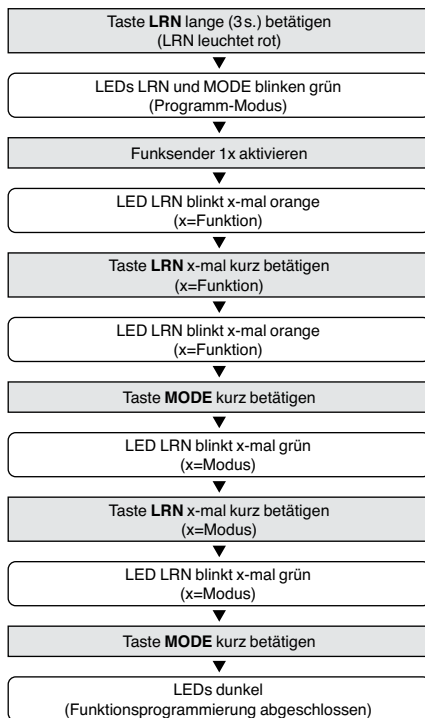 Taste LRN lange (3 s.) betätigen
(LRN leuchtet rot)
LEDs LRN und MODE blinken grün
(Programm-Modus)
Funksender 1x aktivieren
LED LRN blinkt x-mal orange
(x=Funktion)
Taste LRN x-mal kurz betätigen
(x=Funktion)
LED LRN blinkt x-mal orange
(x=Funktion)
Taste MODE kurz betätigen
LED LRN blinkt x-mal grün
(x=Modus)
Taste LRN x-mal kurz betätigen
(x=Modus)
LED LRN blinkt x-mal grün
(x=Modus)
Taste MODE kurz betätigen
LEDs dunkel
(Funktionsprogrammierung abgeschlossen)